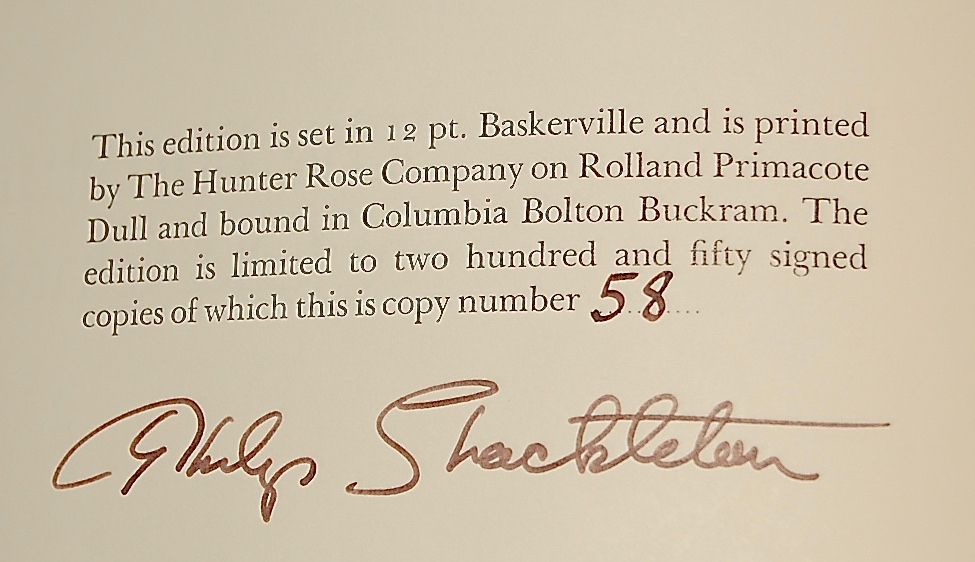 This edition is set in 12 pt. Baskerville and is printed
by The Hunter Rose Company on Rolland Primacote
Dull and bound in Columbia Bolton Buckram. The
edition is limited to two hundred and fifty signed
copies of which this is copy number 58
Philip Shackleton